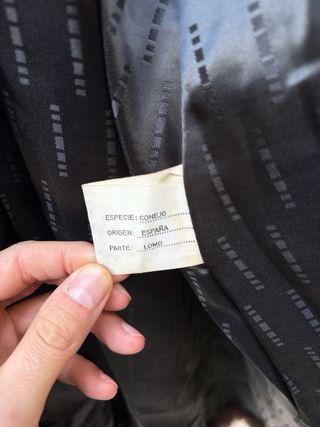 ESPECIE: CONEJO
ORIGEN: ESPAÑA
PARTE: LOMO